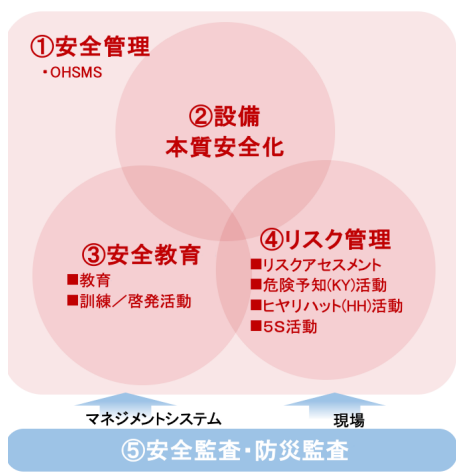 ①安全管理
・OHSMS
②設備
本質安全化
③安全教育
■教育
■訓練／啓発活動
④リスク管理
■リスクアセスメント
■危険予知(KY)活動
■ヒヤリハット(HH)活動
■5S活動
マネジメントシステム
現場
⑤安全監査・防災監査